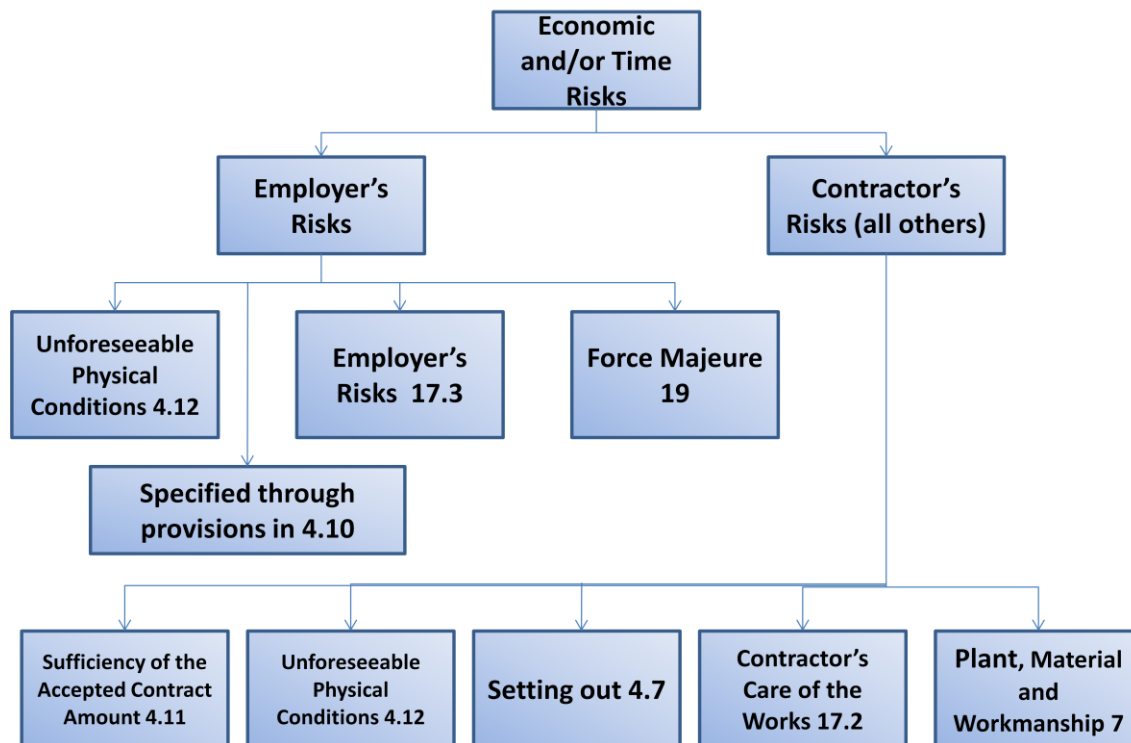 Economic
and/or Time
Risks
Employer’s
Risks
Contractor’s
Risks (all others)
Unforeseeable
Physical
Conditions 4.12
Employer’s
Risks 17.3
Force Majeure
19
Specified through
provisions in 4.10
Sufficiency of the
Accepted Contract
Amount 4.11
Unforeseeable
Physical
Conditions 4.12
Setting out 4.7
Contractor’s
Care of the
Works 17.2
Plant, Material
and
Workmanship 7